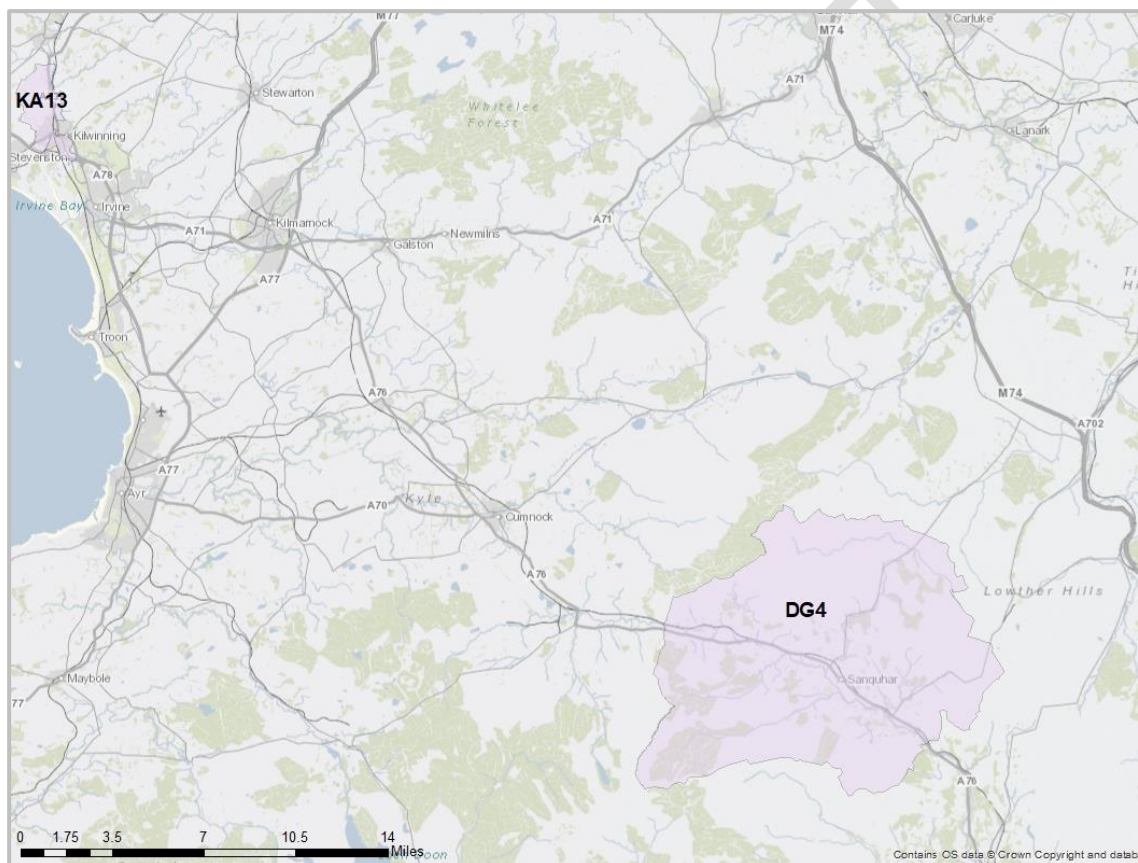 M77
Carluke
M74
Stewarton
A71
KA13
Whitelee
Forest
Kilwinning
Lanark
Stevenston
A78
Irvine Bay
Irvine
A71
Kilmarnock
Newmilns
A71
Galston
A77
Troon
A76
M74
A702
A77
Ayr
A70
Kyle
Cumnock
A76
Lowther Hills
DG4
Sanquhar
Maybole
77
A76
0 1.75 3.5 7 10.5 14
Miles
Contains OS data © Crown Copyright and datab